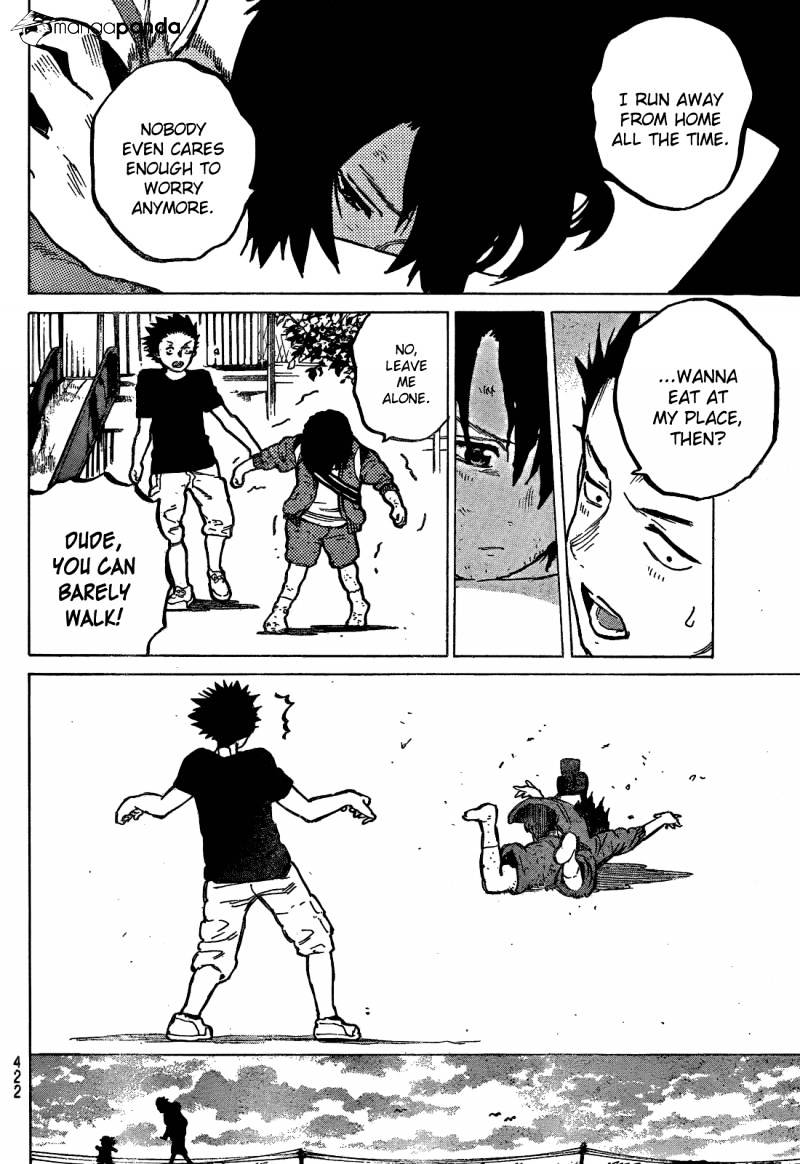 mangapanda
I RUN AWAY
FROM HOME
ALL THE TIME.
NOBODY
EVEN CARES
ENOUGH TO
WORRY
ANYMORE.
...WANNA
EAT AT
MY PLACE,
THEN?
NO,
LEAVE
ME
ALONE.
DUDE,
YOU CAN
BARELY
WALK!
422